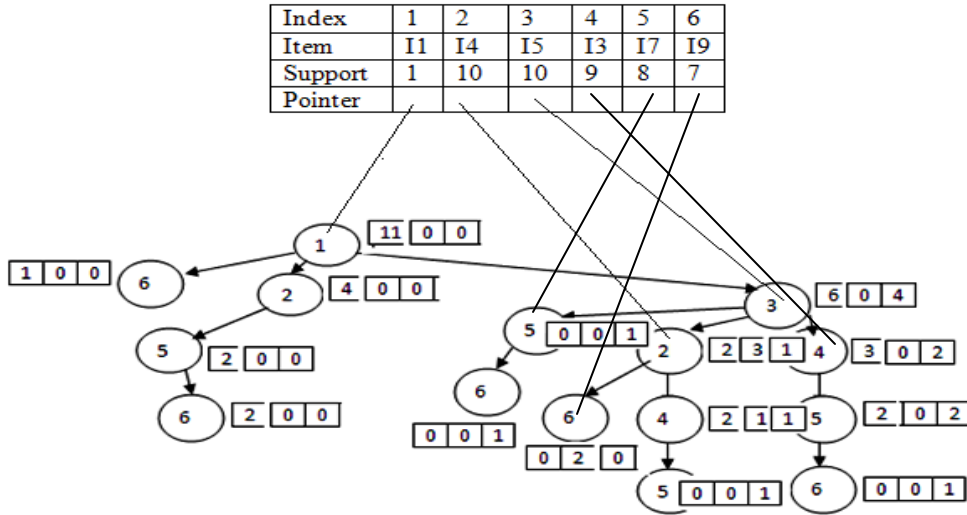 Index 1 2 3 4 5 6
Item I1 I4 I5 I3 I7 I9
Support 1 10 10 9 8 7
Pointer
1 11 0 0
1 0 0 6
2 4 0 0
3 6 0 4
5 0 0 1
2 2 3 1
4 3 0 2
5 2 0 0
6
0 0 1
6
0 2 0
4 2 1 1
5 2 0 2
6 2 0 0
5 0 0 1
6 0 0 1